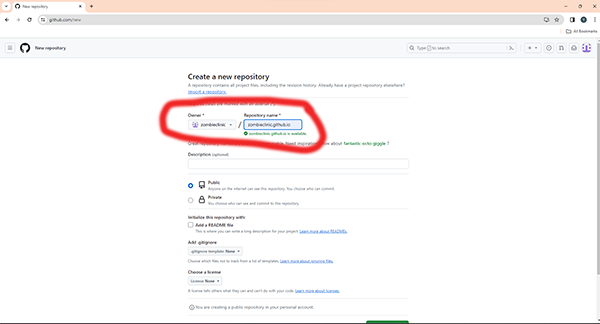 New repository
github.com/new
All Bookmarks
New repository
Type / to search
Create a new repository
A repository contains all project files, including the revision history. Already have a project repository elsewhere?
Import a repository.
Owner * Repository name *
zombieclinic / zombieclinic.github.io
zombieclinic.github.io is available.
about fantastic octo-giggle ?
Description (optional)
Public
Anyone on the internet can see this repository. You choose who can commit.
Private
You choose who can see and commit to this repository.
Initialize this repository with:
Add a README file
This is where you can write a long description for your project. Learn more about READMEs.
Add .gitignore
.gitignore template: None
Choose which files not to track from a list of templates. Learn more about ignoring files.
Choose a license
License: None
A license tells others what they can and can't do with your code. Learn more about licenses.
You are creating a public repository in your personal account.